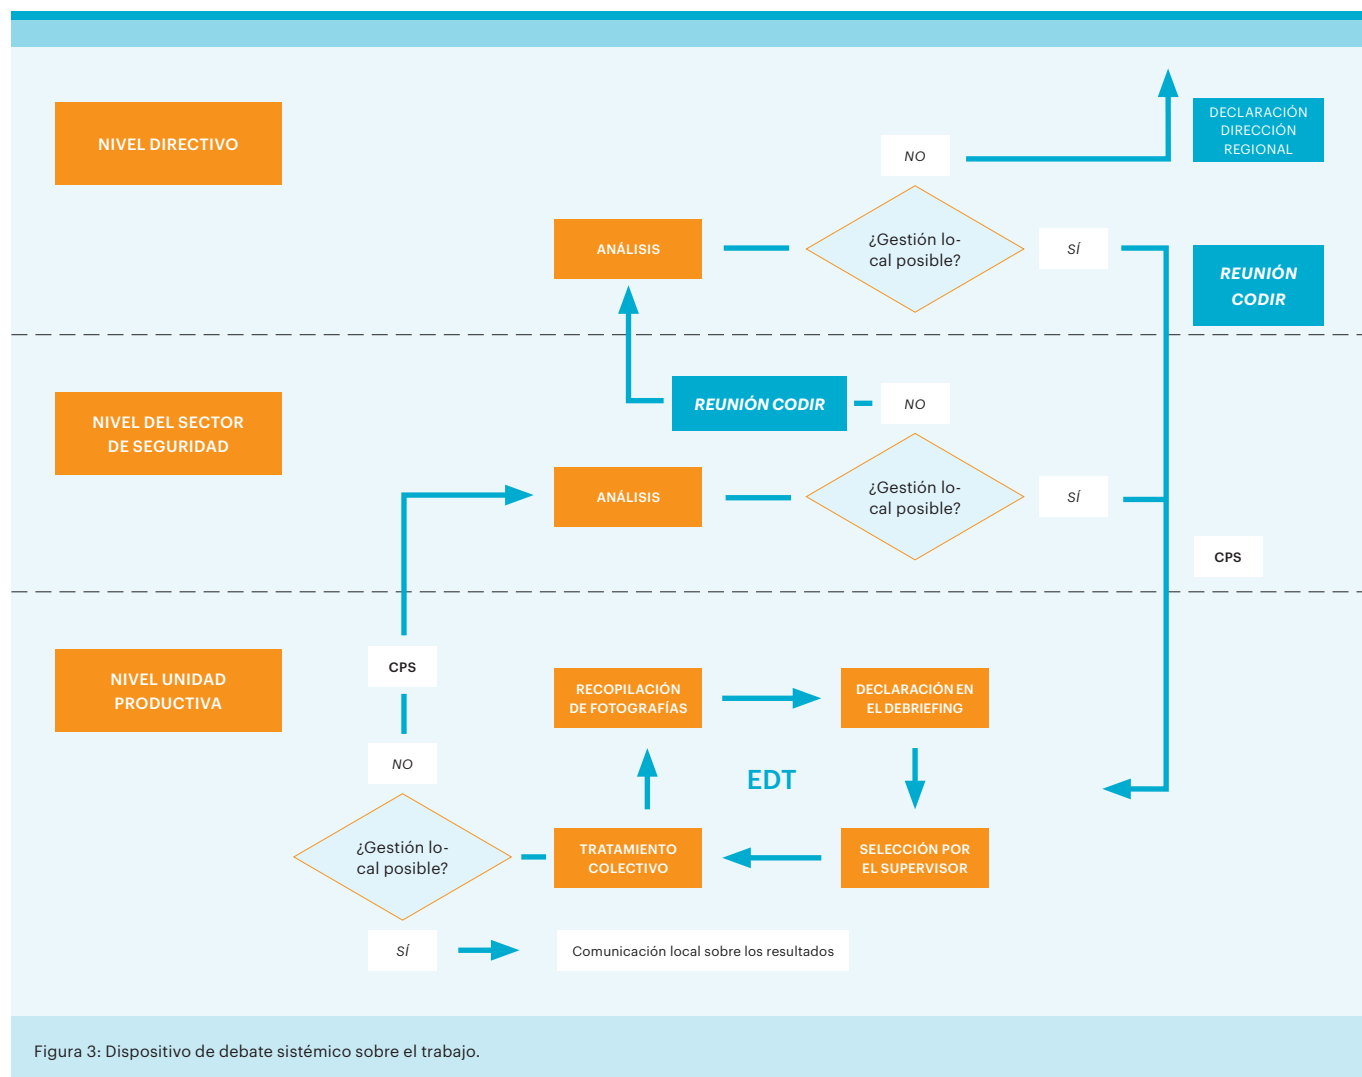 NIVEL DIRECTIVO
DECLARACIÓN
DIRECCIÓN
REGIONAL
NO
ANÁLISIS
¿Gestión lo-
cal posible?
SÍ
REUNIÓN
CODIR
NIVEL DEL SECTOR
DE SEGURIDAD
REUNIÓN CODIR
NO
ANÁLISIS
¿Gestión lo-
cal posible?
SÍ
CPS
NIVEL UNIDAD
PRODUCTIVA
CPS
RECOPILACIÓN
DE FOTOGRAFÍAS
DECLARACIÓN EN
EL DEBRIEFING
NO
EDT
¿Gestión lo-
cal posible?
TRATAMIENTO
COLECTIVO
SELECCIÓN POR
EL SUPERVISOR
SÍ
Comunicación local sobre los resultados
Figura 3: Dispositivo de debate sistémico sobre el trabajo.